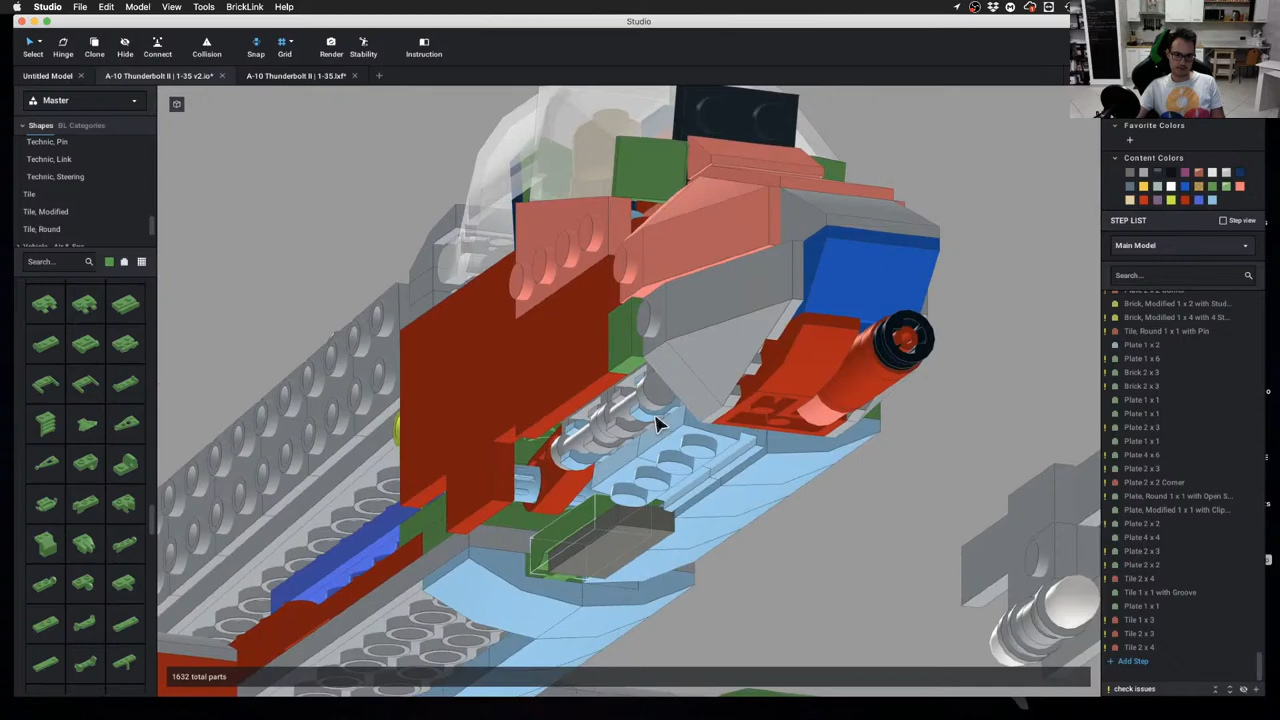 Studio File Edit Model View Tools BrickLink Help
Studio
Select Hinge Clone Hide Connect Collision Snap Grid Render Stability Instruction
Untitled Model A-10 Thunderbolt II | 1-35 v2.io* A-10 Thunderbolt II | 1-35.lxf*
Master
Shapes BL Categories
Technic, Pin
Technic, Link
Technic, Steering
Tile
Tile, Modified
Tile, Round
Search...
1632 total parts
Favorite Colors
Content Colors
STEP LIST Step view
Main Model
Search...
Brick, Modified 1 x 2 with Stud...
Brick, Modified 1 x 4 with 4 St...
Tile, Round 1 x 1 with Pin
Plate 1 x 2
Plate 1 x 6
Brick 2 x 3
Brick 2 x 3
Plate 1 x 1
Plate 1 x 1
Plate 2 x 3
Plate 1 x 1
Plate 4 x 6
Plate 2 x 3
Plate 2 x 2 Corner
Plate, Round 1 x 1 with Open S...
Plate, Modified 1 x 1 with Clip...
Plate 2 x 2
Plate 4 x 4
Plate 2 x 3
Plate 2 x 2
Tile 2 x 4
Tile 1 x 1 with Groove
Plate 1 x 1
Tile 1 x 3
Tile 2 x 3
Tile 2 x 4
+ Add Step
check issues